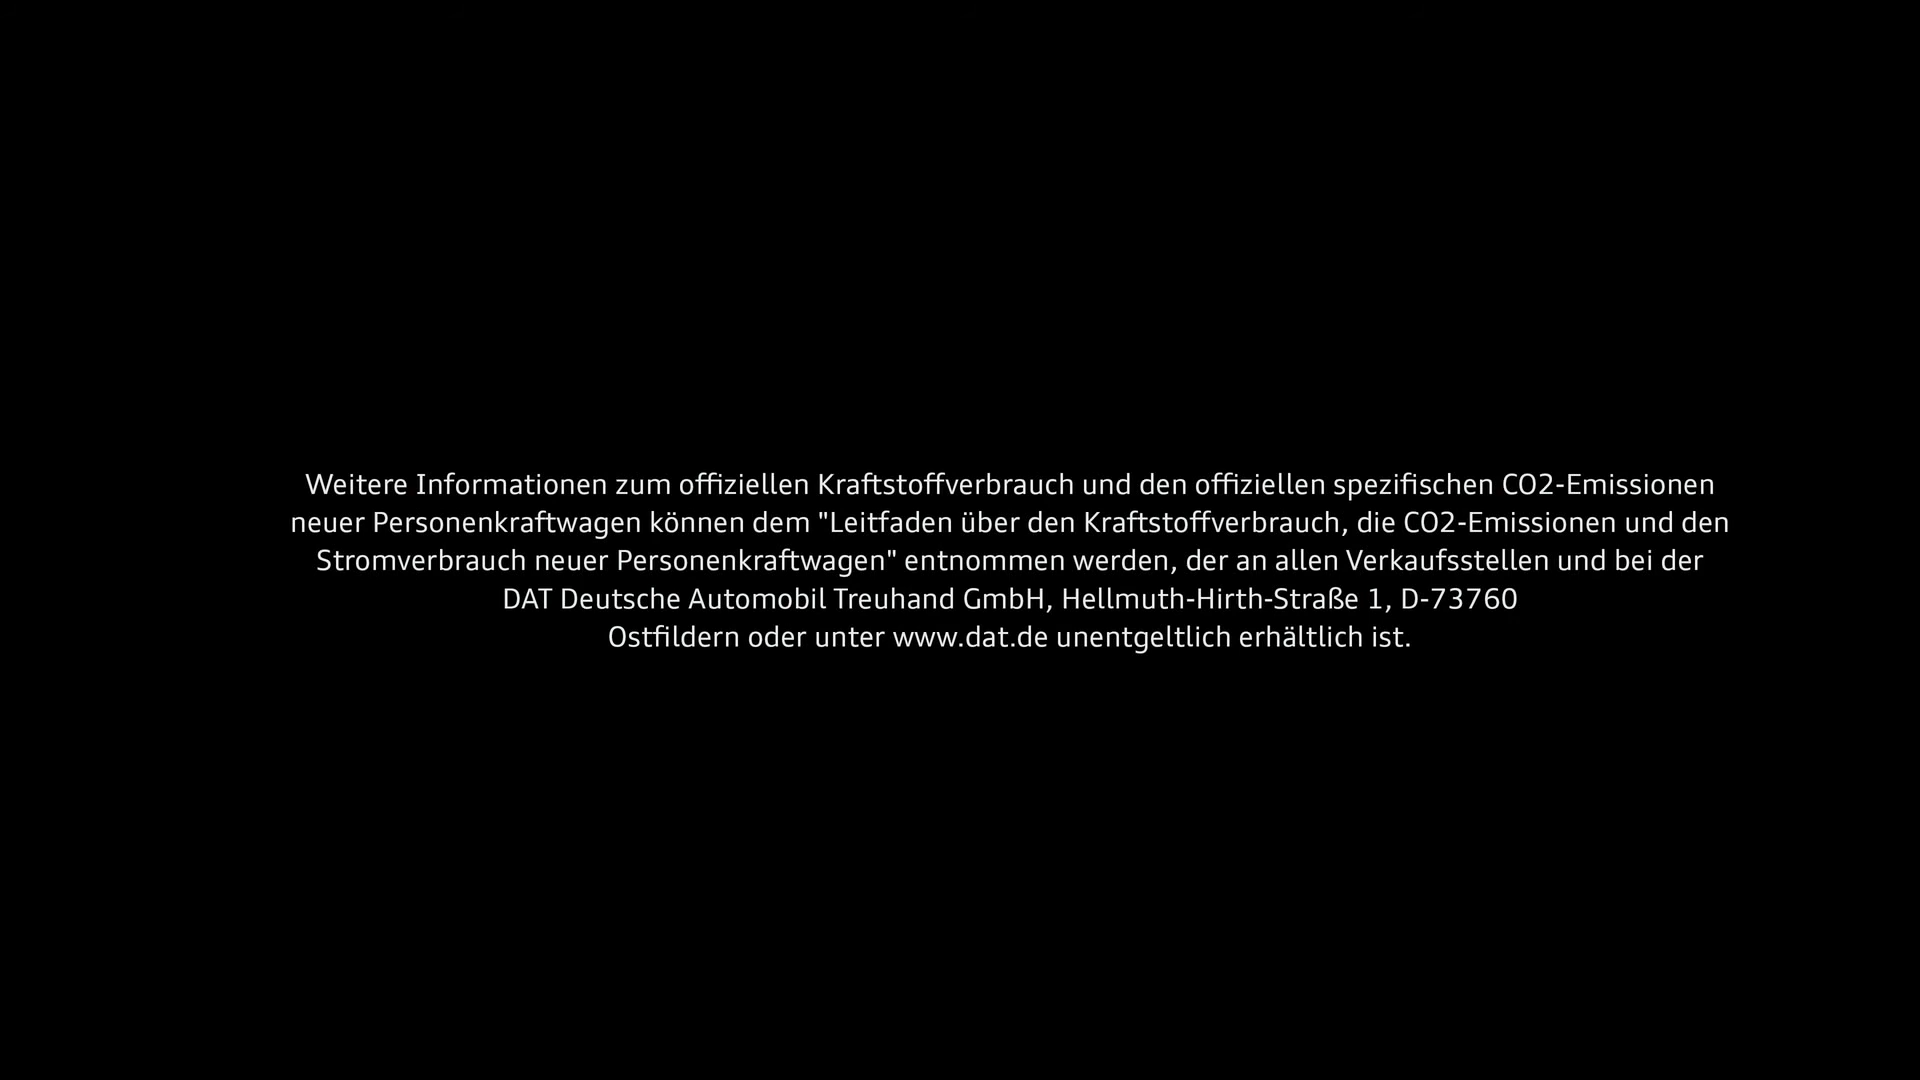 Weitere Informationen zum offiziellen Kraftstoffverbrauch und den offiziellen spezifischen CO2-Emissionen
neuer Personenkraftwagen können dem "Leitfaden über den Kraftstoffverbrauch, die CO2-Emissionen und den
Stromverbrauch neuer Personenkraftwagen" entnommen werden, der an allen Verkaufsstellen und bei der
DAT Deutsche Automobil Treuhand GmbH, Hellmuth-Hirth-Straße 1, D-73760
Ostfildern oder unter www.dat.de unentgeltlich erhältlich ist.